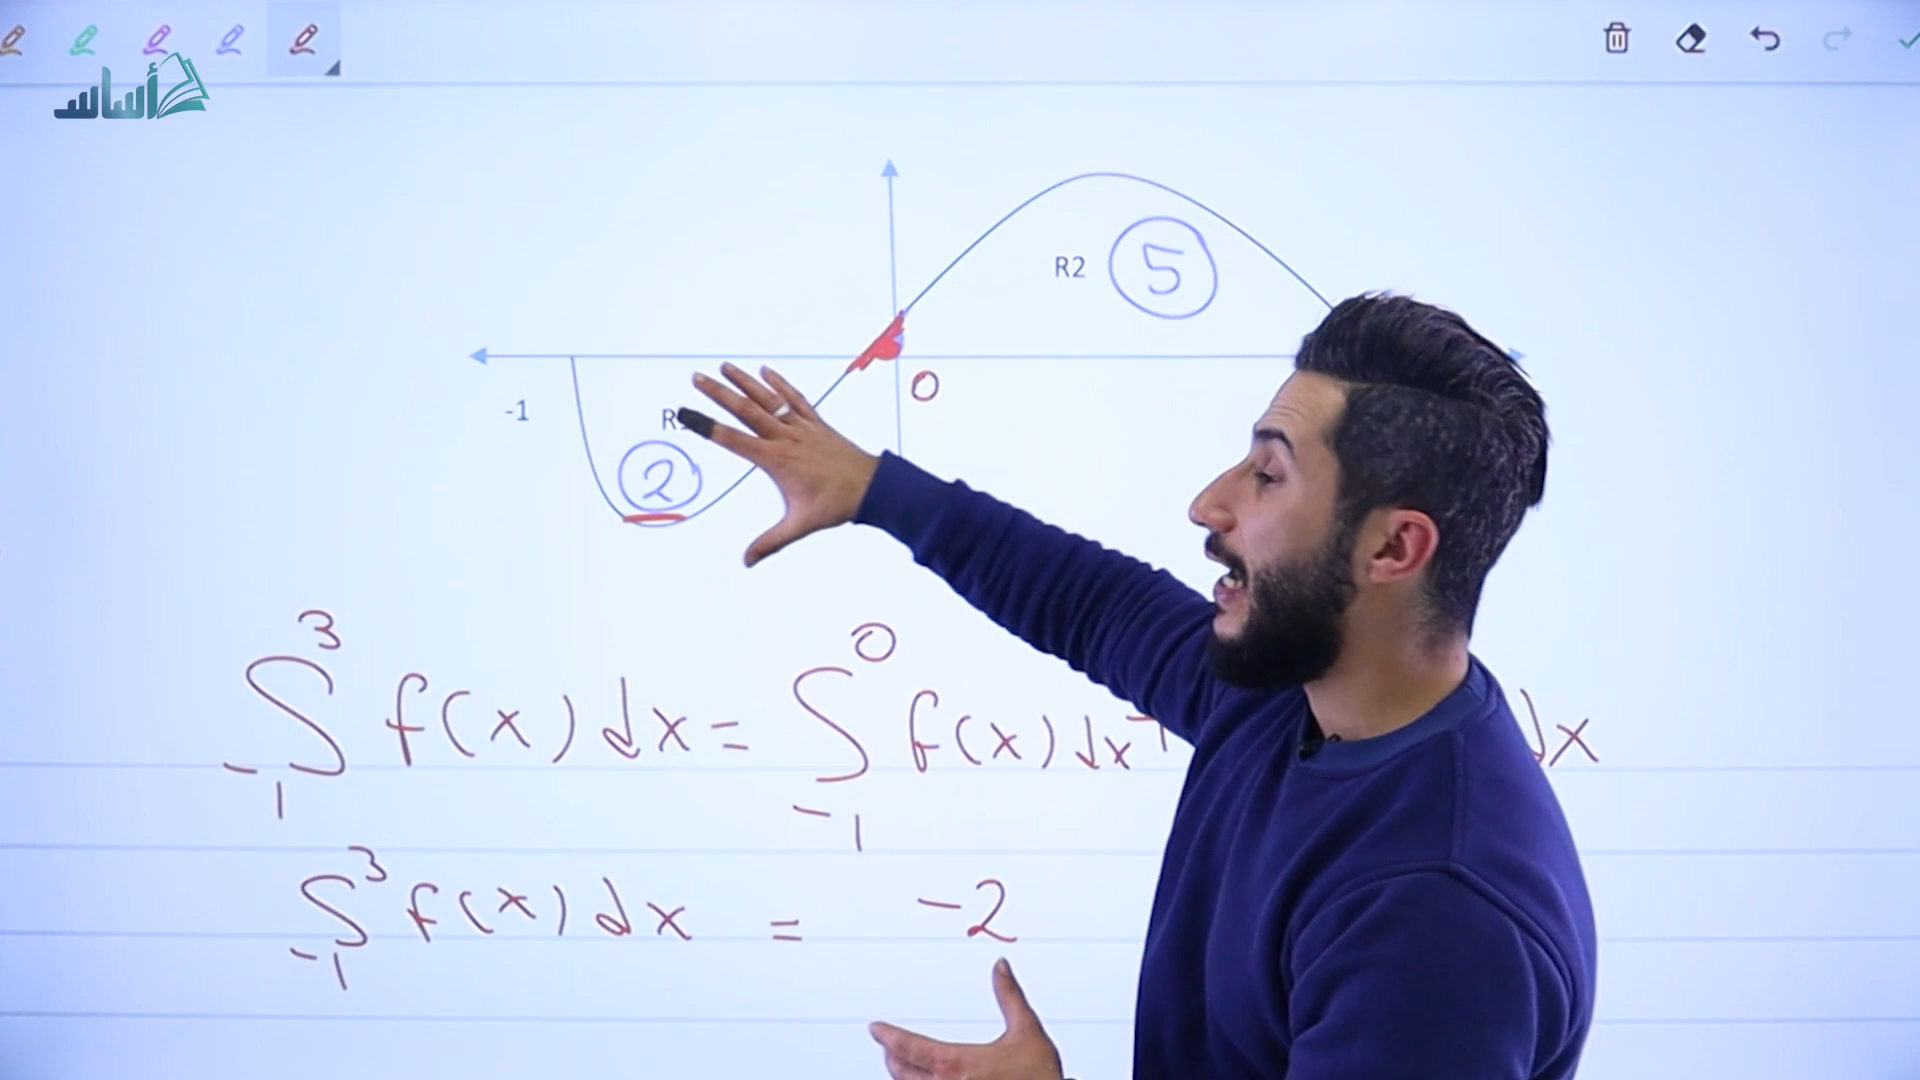 أساس
R2 5
0
-1
2
3 0
∫ f(x) dx = ∫ f(x) dx + dx
-1 -1
3
∫ f(x) dx = -2
-1